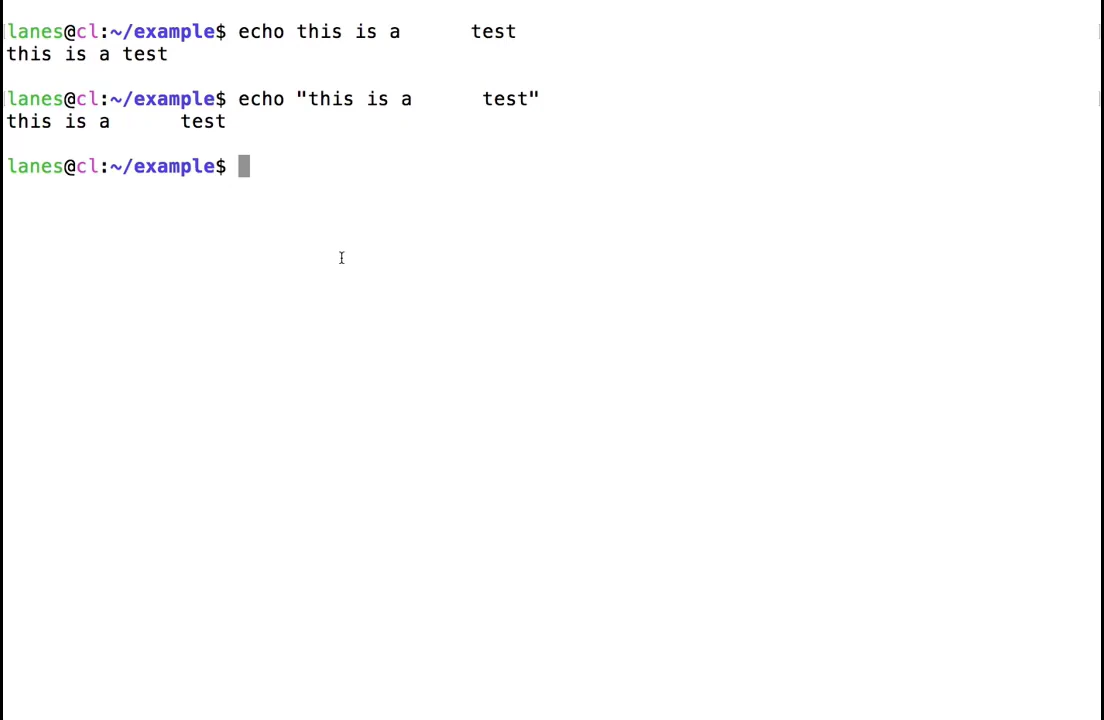 lanes@cl:~/example$ echo this is a      test
this is a test
lanes@cl:~/example$ echo "this is a      test"
this is a      test
lanes@cl:~/example$